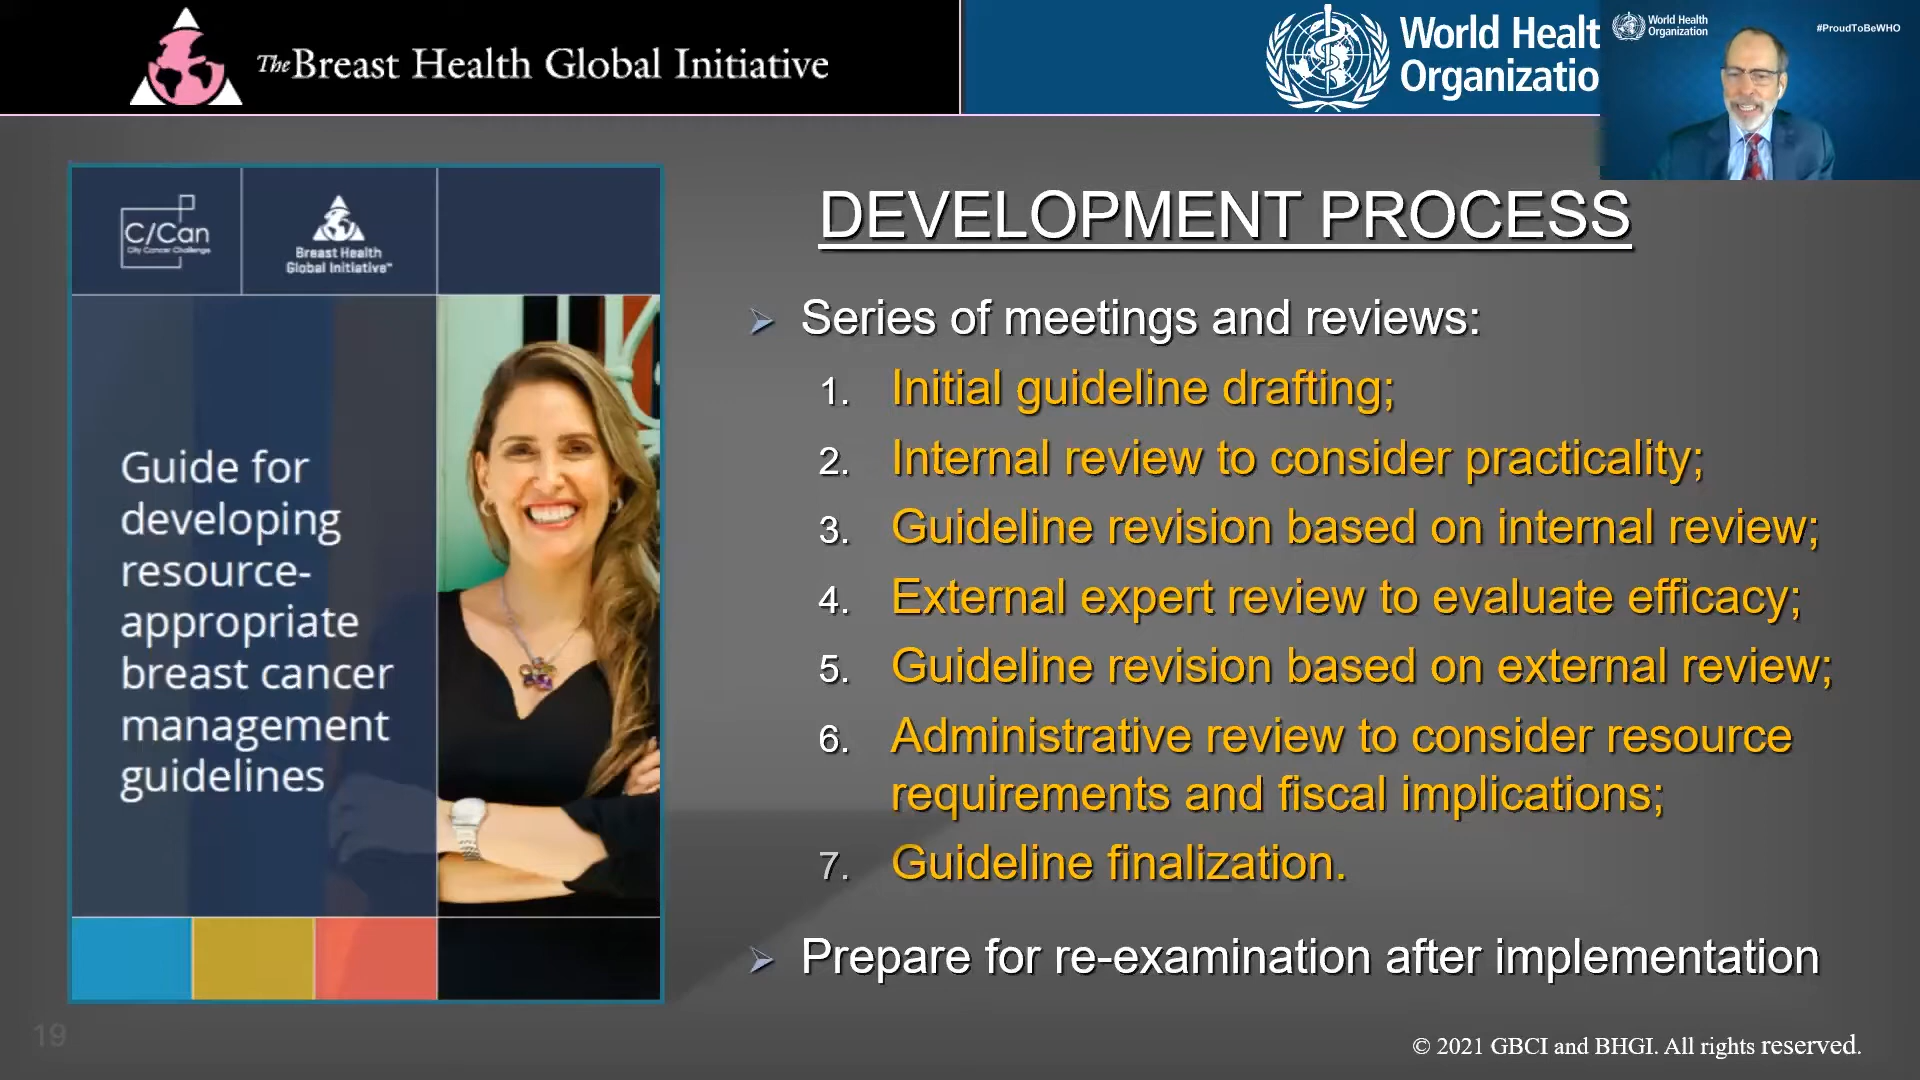 The Breast Health Global Initiative
World Healt
Organizatio
World Health
Organization
#ProudToBeWHO
C/Can
City Cancer Challenge
Breast Health
Global Initiative™
Guide for
developing
resource-
appropriate
breast cancer
management
guidelines
DEVELOPMENT PROCESS
➢ Series of meetings and reviews:
1. Initial guideline drafting;
2. Internal review to consider practicality;
3. Guideline revision based on internal review;
4. External expert review to evaluate efficacy;
5. Guideline revision based on external review;
6. Administrative review to consider resource
requirements and fiscal implications;
7. Guideline finalization.
➢ Prepare for re-examination after implementation
19
© 2021 GBCI and BHGI. All rights reserved.